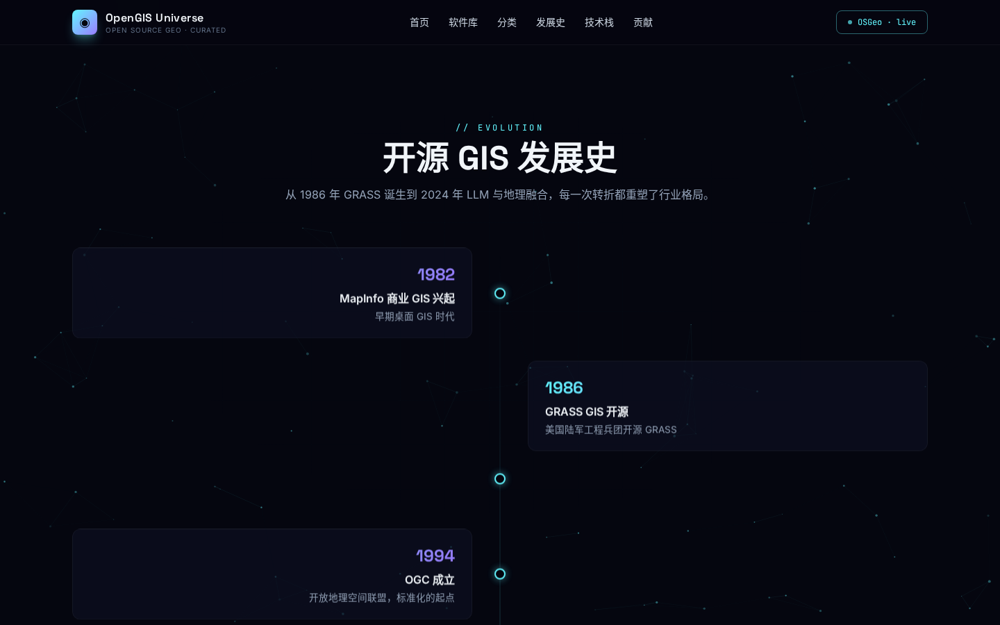 OpenGIS Universe
OPEN SOURCE GEO · CURATED
首页
软件库
分类
发展史
技术栈
贡献
OSGeo · live
// EVOLUTION
开源 GIS 发展史
从 1986 年 GRASS 诞生到 2024 年 LLM 与地理融合，每一次转折都重塑了行业格局。
1982
MapInfo 商业 GIS 兴起
早期桌面 GIS 时代
1986
GRASS GIS 开源
美国陆军工程兵团开源 GRASS
1994
OGC 成立
开放地理空间联盟，标准化的起点